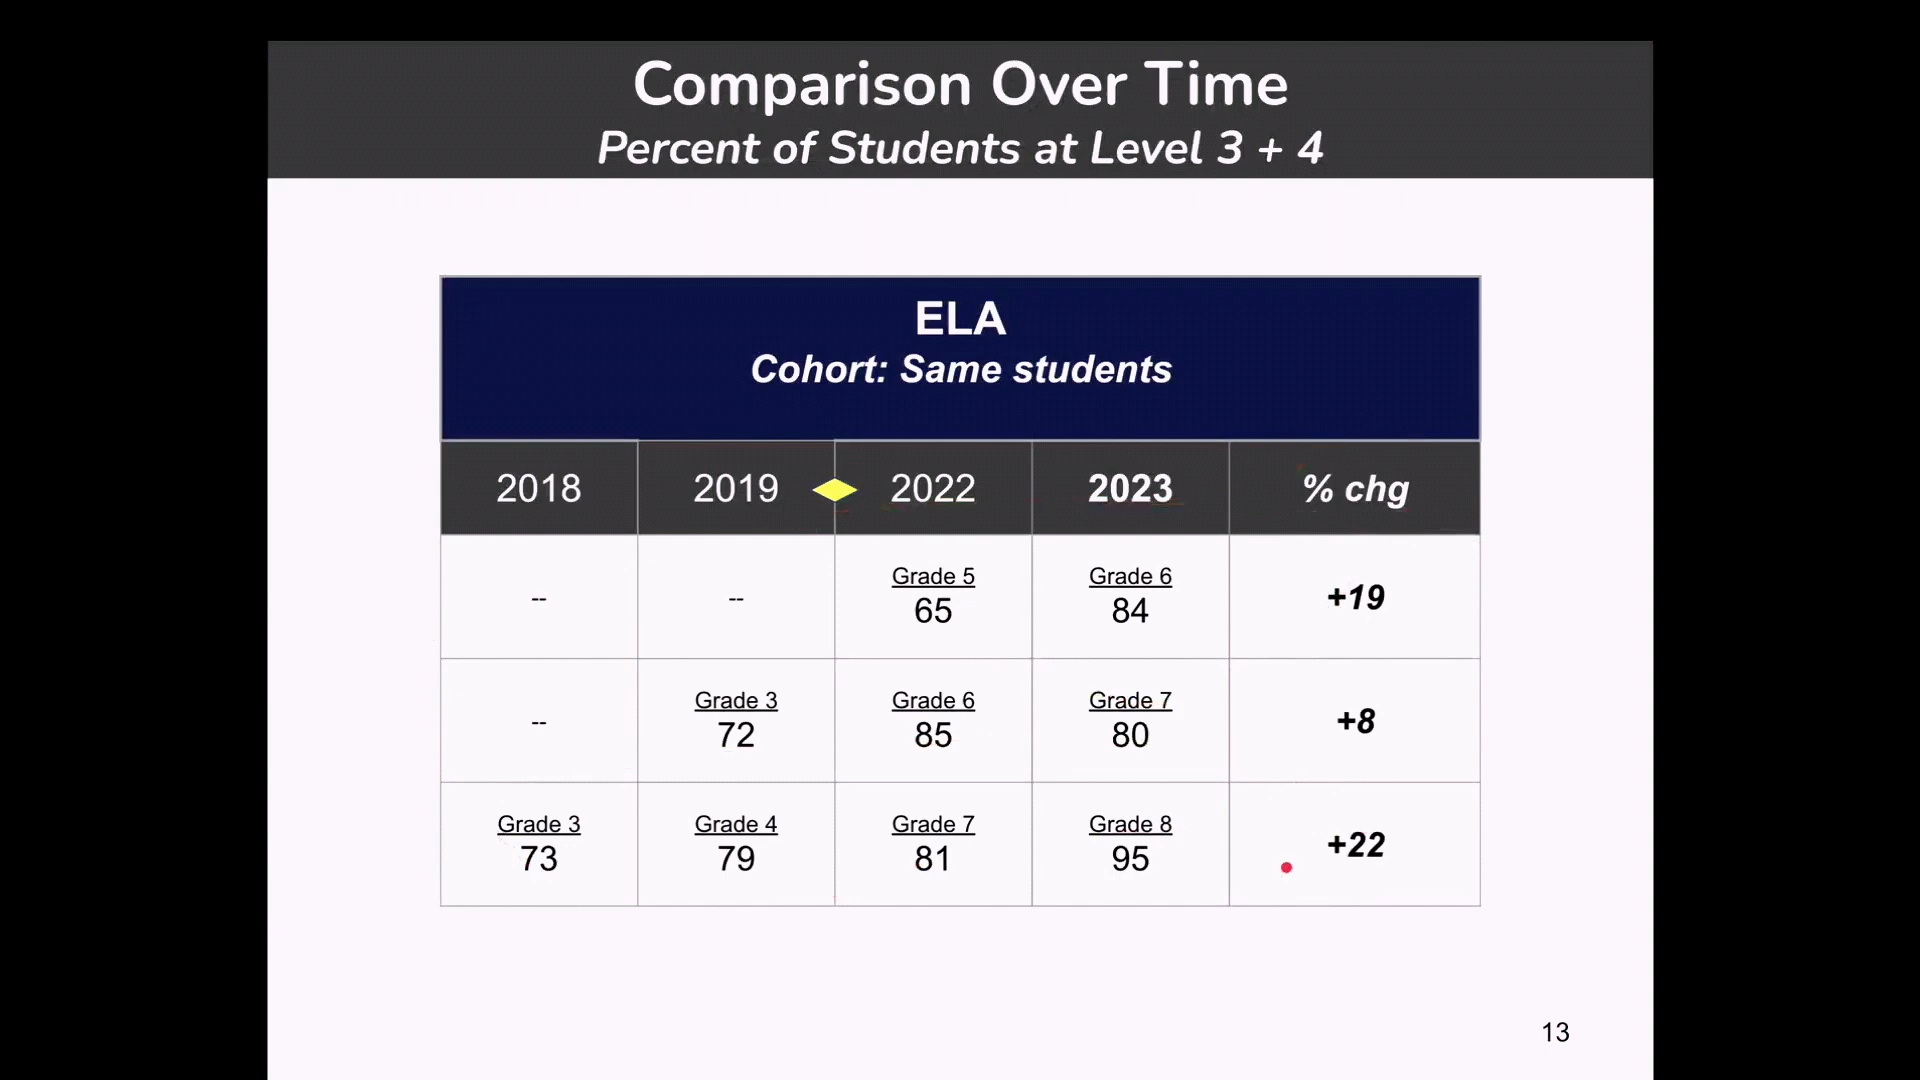 Comparison Over Time
Percent of Students at Level 3 + 4
ELA
Cohort: Same students
2018 2019 2022 2023 % chg
-- -- Grade 5 Grade 6 +19
65 84
-- Grade 3 Grade 6 Grade 7 +8
72 85 80
Grade 3 Grade 4 Grade 7 Grade 8 +22
73 79 81 95
13